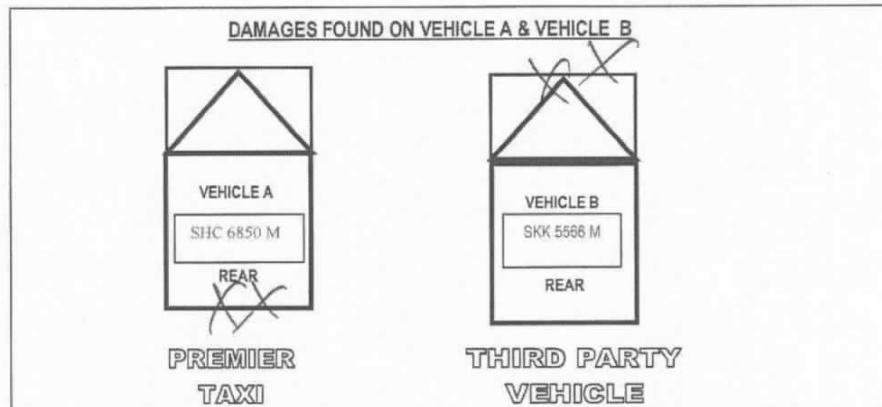 DAMAGES FOUND ON VEHICLE A & VEHICLE B
VEHICLE A
SHC 6850 M
REAR
PREMIER
TAXI
VEHICLE B
SKK 5566 M
REAR
THIRD PARTY
VEHICLE